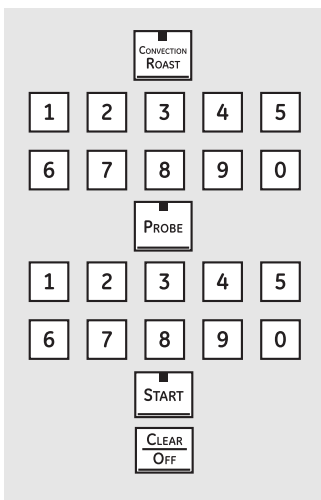 CONVECTION
ROAST
1 2 3 4 5
6 7 8 9 0
PROBE
1 2 3 4 5
6 7 8 9 0
START
CLEAR
OFF